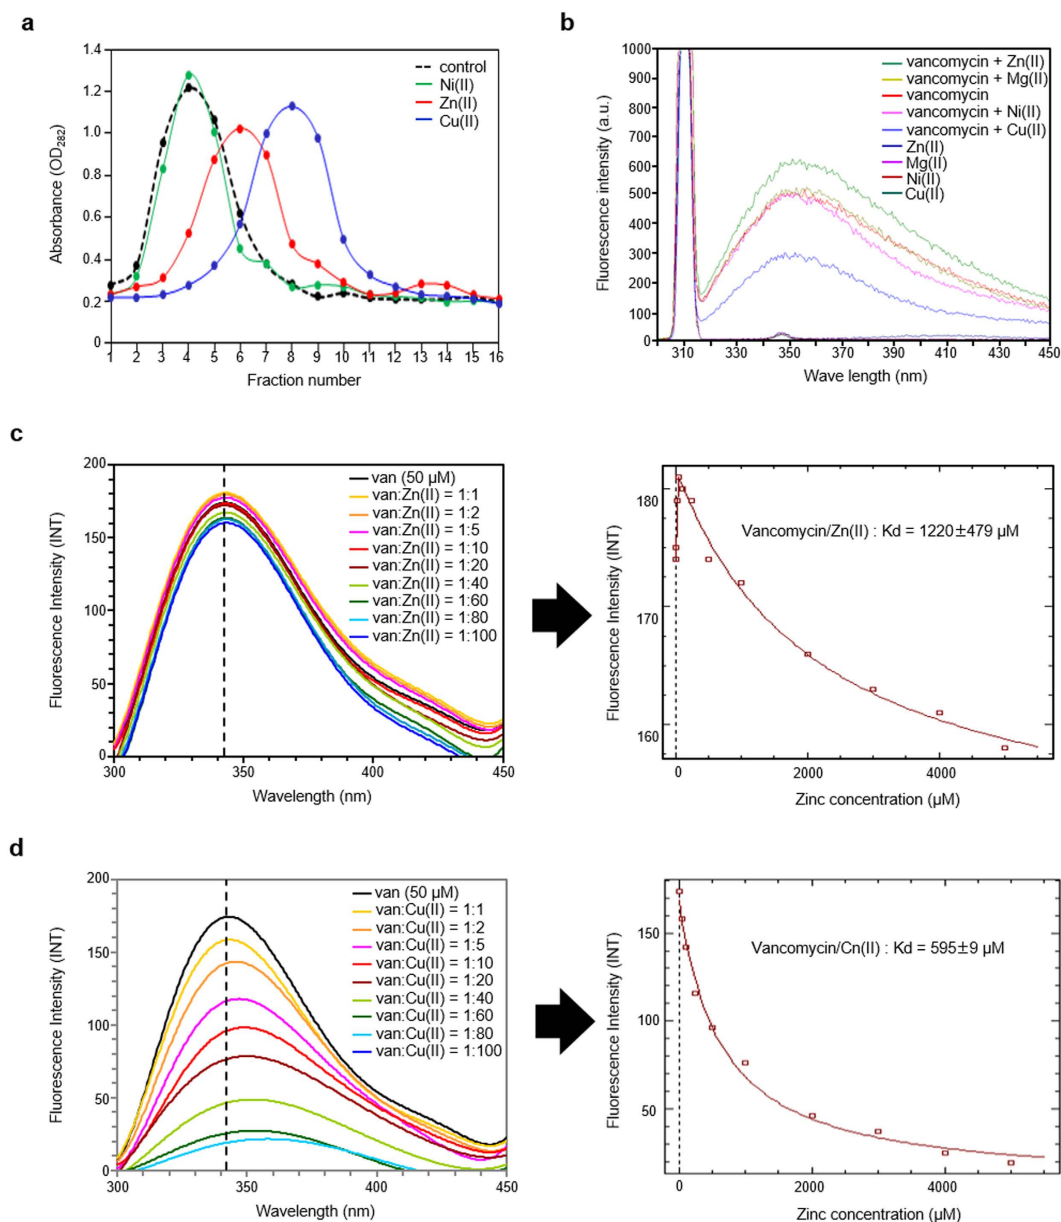 a
1.4
1.2
1.0
0.8
0.6
0.4
0.2
0
Absorbance (OD282)
control
Ni(II)
Zn(II)
Cu(II)
1 2 3 4 5 6 7 8 9 10 11 12 13 14 15 16
Fraction number
b
1000
900
800
700
600
500
400
300
200
100
0
Fluorescence intensity (a.u.)
vancomycin + Zn(II)
vancomycin + Mg(II)
vancomycin
vancomycin + Ni(II)
vancomycin + Cu(II)
Zn(II)
Mg(II)
Ni(II)
Cu(II)
310 330 350 370 390 410 430 450
Wave length (nm)
c
200
150
100
50
0
Fluorescence Intensity (INT)
van (50 µM)
van:Zn(II) = 1:1
van:Zn(II) = 1:2
van:Zn(II) = 1:5
van:Zn(II) = 1:10
van:Zn(II) = 1:20
van:Zn(II) = 1:40
van:Zn(II) = 1:60
van:Zn(II) = 1:80
van:Zn(II) = 1:100
300 350 400 450
Wavelength (nm)
180
170
160
Fluorescence Intensity (INT)
Vancomycin/Zn(II) : Kd = 1220±479 µM
0 2000 4000
Zinc concentration (µM)
d
200
150
100
50
0
Fluorescence Intensity (INT)
van (50 µM)
van:Cu(II) = 1:1
van:Cu(II) = 1:2
van:Cu(II) = 1:5
van:Cu(II) = 1:10
van:Cu(II) = 1:20
van:Cu(II) = 1:40
van:Cu(II) = 1:60
van:Cu(II) = 1:80
van:Cu(II) = 1:100
300 350 400 450
Wavelength (nm)
150
100
50
Fluorescence Intensity (INT)
Vancomycin/Cn(II) : Kd = 595±9 µM
0 2000 4000
Zinc concentration (µM)